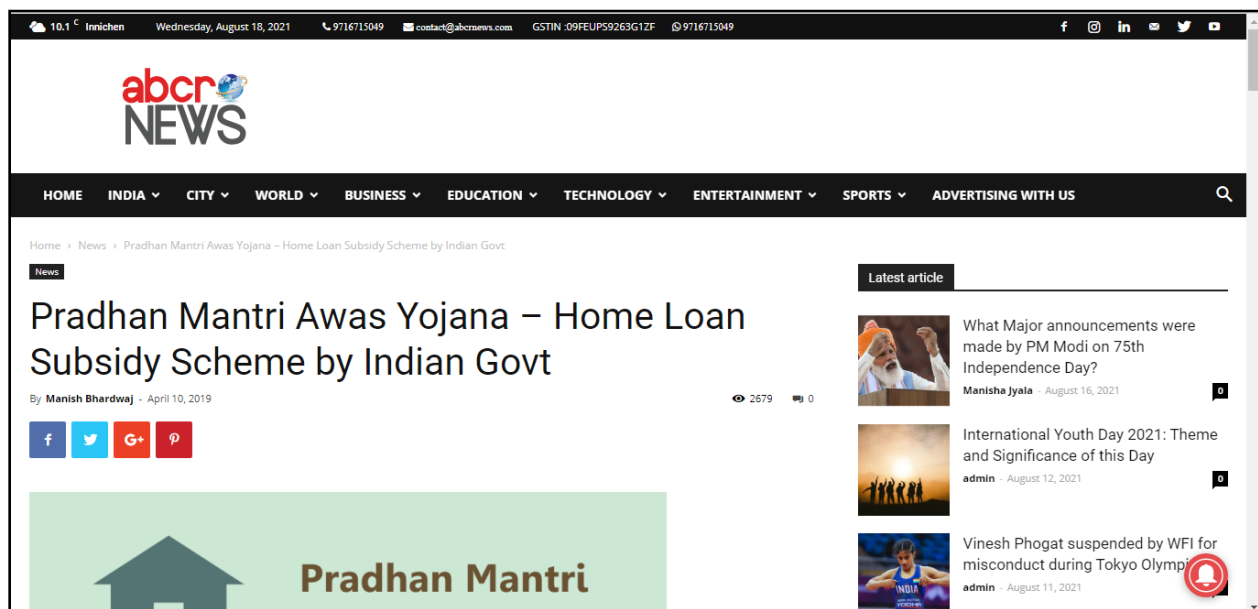 10.1 C Innichen Wednesday, August 18, 2021 9716715049 contact@abcrnews.com GSTIN :09FEUPS9263G1ZF 9716715049
abcr
NEWS
HOME INDIA CITY WORLD BUSINESS EDUCATION TECHNOLOGY ENTERTAINMENT SPORTS ADVERTISING WITH US
Home › News › Pradhan Mantri Awas Yojana – Home Loan Subsidy Scheme by Indian Govt
News
Pradhan Mantri Awas Yojana – Home Loan
Subsidy Scheme by Indian Govt
By Manish Bhardwaj - April 10, 2019 2679 0
Pradhan Mantri
Latest article
What Major announcements were
made by PM Modi on 75th
Independence Day?
Manisha Jyala - August 16, 2021 0
International Youth Day 2021: Theme
and Significance of this Day
admin - August 12, 2021 0
Vinesh Phogat suspended by WFI for
misconduct during Tokyo
admin - August 11, 2021
INDIA